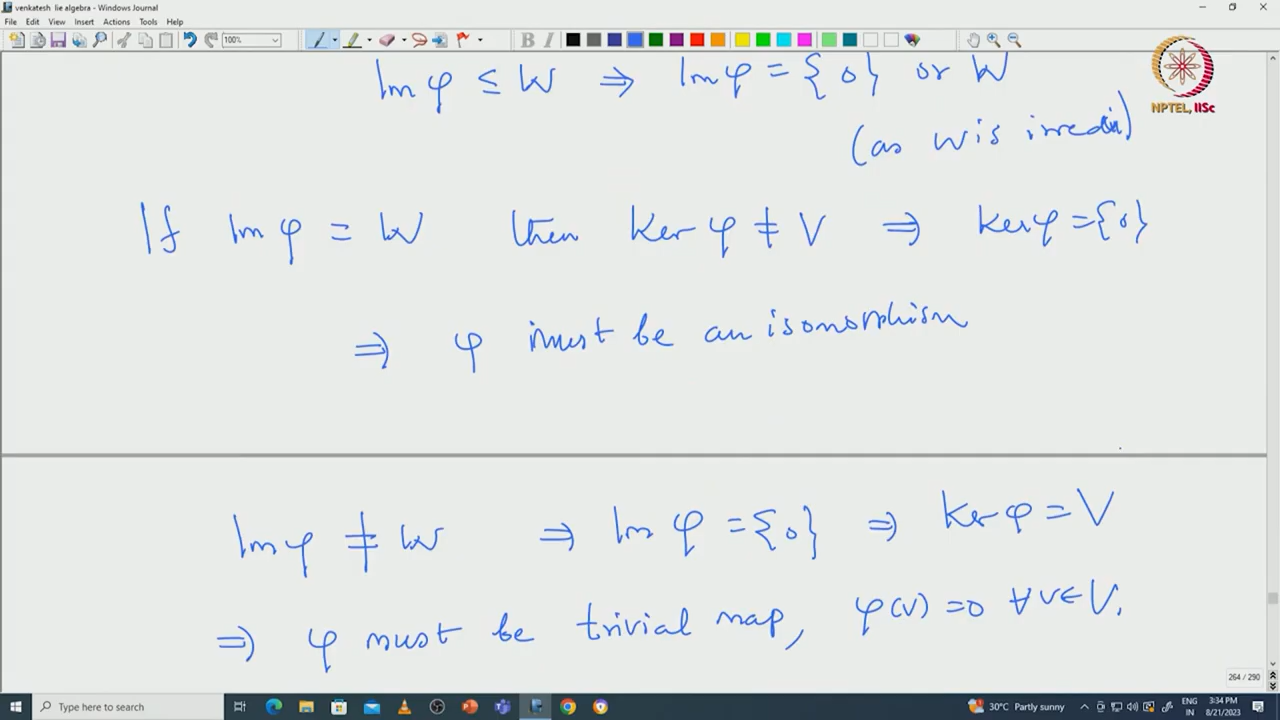 venkatesh lie algebra - Windows Journal
File Edit View Insert Actions Tools Help
100%
NPTEL, IISc
Im φ ≤ W ⇒ Im φ = {0} or W
(as W is irred)
If Im φ = W then Ker φ ≠ V ⇒ Ker φ = {0}
⇒ φ must be an isomorphism
Im φ ≠ W ⇒ Im φ = {0} ⇒ Ker φ = V
⇒ φ must be trivial map, φ(v) = 0 ∀ v ∈ V.
264 / 290
Type here to search
30°C Partly sunny
ENG
IN
3:34 PM
8/21/2023